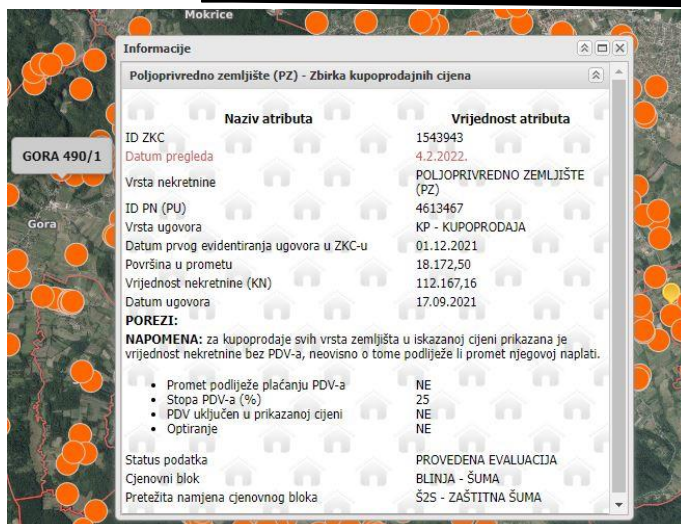 Mokrice
Informacije
Poljoprivredno zemljište (PZ) - Zbirka kupoprodajnih cijena
Naziv atributa Vrijednost atributa
ID ZKC 1543943
Datum pregleda 4.2.2022.
Vrsta nekretnine POLJOPRIVREDNO ZEMLJIŠTE
(PZ)
ID PN (PU) 4613467
Vrsta ugovora KP - KUPOPRODAJA
Datum prvog evidentiranja ugovora u ZKC-u 01.12.2021
Površina u prometu 18.172,50
Vrijednost nekretnine (KN) 112.167,16
Datum ugovora 17.09.2021
POREZI:
NAPOMENA: za kupoprodaje svih vrsta zemljišta u iskazanoj cijeni prikazana je
vrijednost nekretnine bez PDV-a, neovisno o tome podliježe li promet njegovoj naplati.
• Promet podliježe plaćanju PDV-a NE
• Stopa PDV-a (%) 25
• PDV uključen u prikazanoj cijeni NE
• Optiranje NE
Status podatka PROVEDENA EVALUACIJA
Cjenovni blok BLINJA - ŠUMA
Pretežita namjena cjenovnog bloka Š2S - ZAŠTITNA ŠUMA
GORA 490/1
Gora